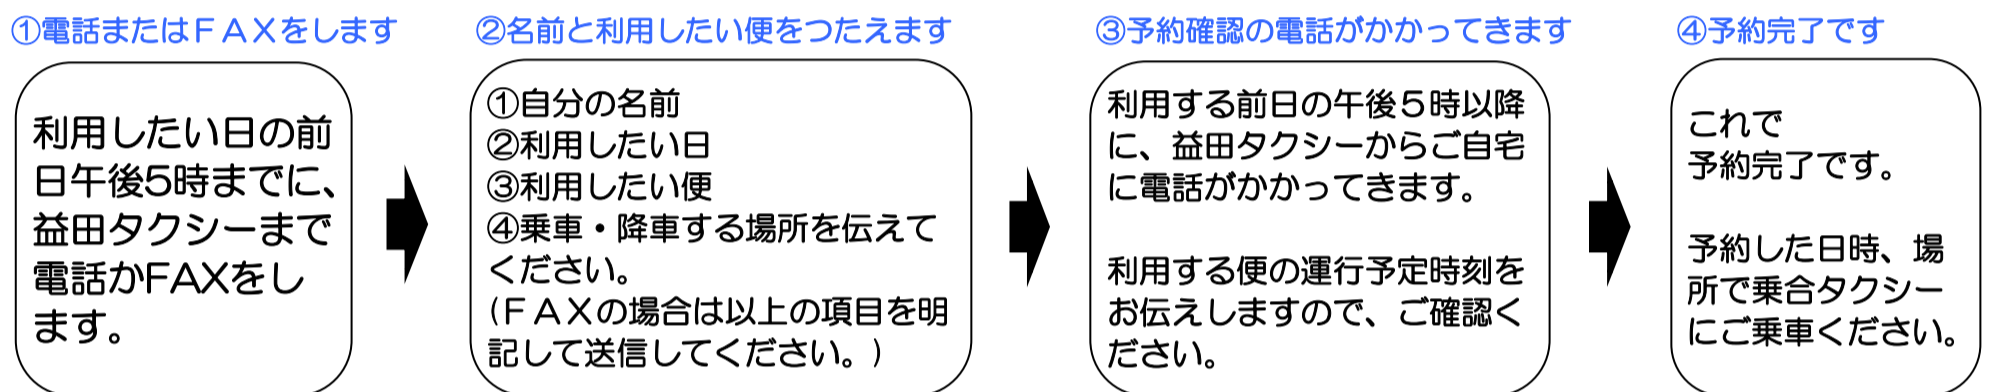 ①電話またはＦＡＸをします
利用したい日の前
日午後5時までに、
益田タクシーまで
電話かFAXをし
ます。
②名前と利用したい便をつたえます
①自分の名前
②利用したい日
③利用したい便
④乗車・降車する場所を伝えて
ください。
(ＦＡＸの場合は以上の項目を明
記して送信してください。)
③予約確認の電話がかかってきます
利用する前日の午後５時以降
に、益田タクシーからご自宅
に電話がかかってきます。
利用する便の運行予定時刻を
お伝えしますので、ご確認く
ださい。
④予約完了です
これで
予約完了です。
予約した日時、場
所で乗合タクシー
にご乗車ください。